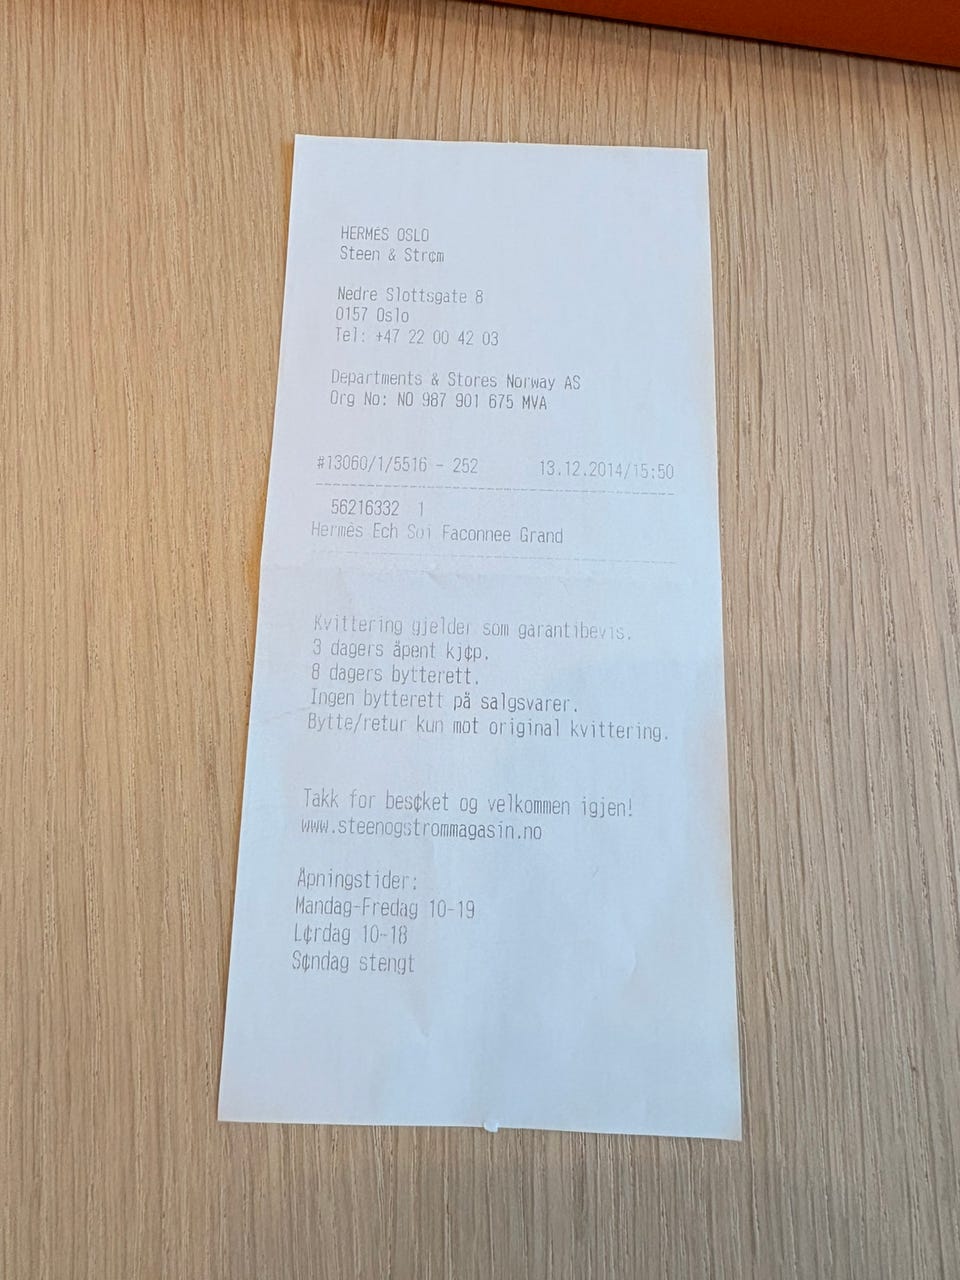 HERMÈS OSLO
Steen & Strøm
Nedre Slottsgate 8
0157 Oslo
Tel: +47 22 00 42 03
Departments & Stores Norway AS
Org No: NO 987 901 675 MVA
#13060/1/5516 - 252 13.12.2014/15:50
56216332 1
Hermès Ech Soi Faconnee Grand
Kvittering gjelder som garantibevis.
3 dagers åpent kjøp.
8 dagers bytterett.
Ingen bytterett på salgsvarer.
Bytte/retur kun mot original kvittering.
Takk for besøket og velkommen igjen!
www.steenogstrommagasin.no
Åpningstider:
Mandag-Fredag 10-19
Lørdag 10-18
Søndag stengt